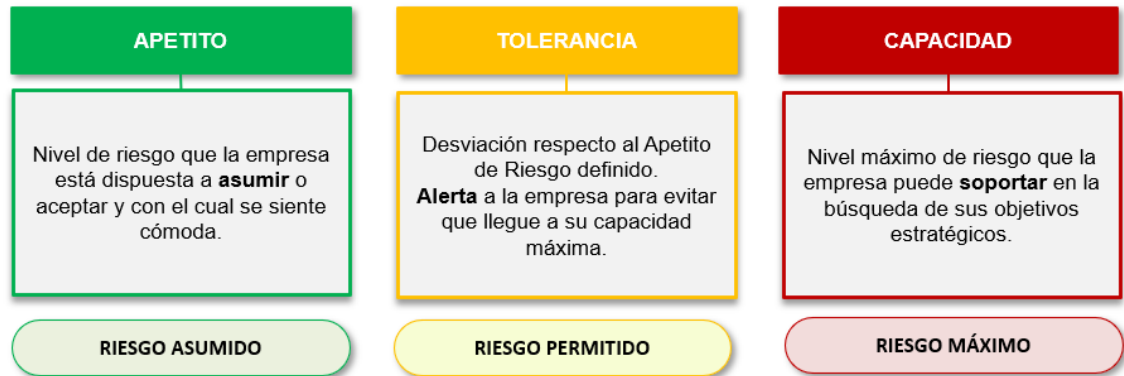 APETITO
Nivel de riesgo que la empresa
está dispuesta a asumir o
aceptar y con el cual se siente
cómoda.
RIESGO ASUMIDO
TOLERANCIA
Desviación respecto al Apetito
de Riesgo definido.
Alerta a la empresa para evitar
que llegue a su capacidad
máxima.
RIESGO PERMITIDO
CAPACIDAD
Nivel máximo de riesgo que la
empresa puede soportar en la
búsqueda de sus objetivos
estratégicos.
RIESGO MÁXIMO